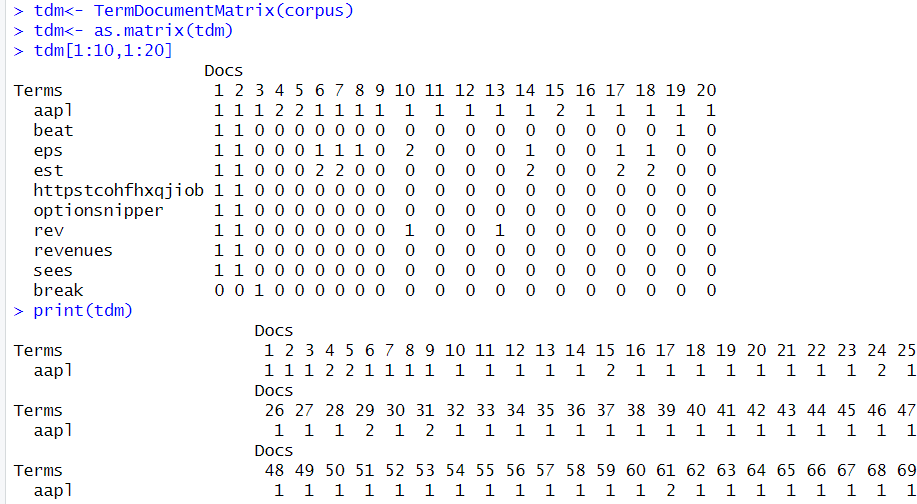 > tdm<- TermDocumentMatrix(corpus)
> tdm<- as.matrix(tdm)
> tdm[1:10,1:20]
Docs
Terms 1 2 3 4 5 6 7 8 9 10 11 12 13 14 15 16 17 18 19 20
aapl 1 1 1 2 2 1 1 1 1 1 1 1 1 1 2 1 1 1 1 1
beat 1 1 0 0 0 0 0 0 0 0 0 0 0 0 0 0 0 0 1 0
eps 1 1 0 0 0 1 1 1 0 2 0 0 0 1 0 0 1 1 0 0
est 1 1 0 0 0 2 2 0 0 0 0 0 0 2 0 0 2 2 0 0
httpstcohfhxqjiob 1 1 0 0 0 0 0 0 0 0 0 0 0 0 0 0 0 0 0 0
optionsnipper 1 1 0 0 0 0 0 0 0 0 0 0 0 0 0 0 0 0 0 0
rev 1 1 0 0 0 0 0 0 0 1 0 0 1 0 0 0 0 0 0 0
revenues 1 1 0 0 0 0 0 0 0 0 0 0 0 0 0 0 0 0 0 0
sees 1 1 0 0 0 0 0 0 0 0 0 0 0 0 0 0 0 0 0 0
break 0 0 1 0 0 0 0 0 0 0 0 0 0 0 0 0 0 0 0 0
> print(tdm)
Docs
Terms 1 2 3 4 5 6 7 8 9 10 11 12 13 14 15 16 17 18 19 20 21 22 23 24 25
aapl 1 1 1 2 2 1 1 1 1 1 1 1 1 1 2 1 1 1 1 1 1 1 1 2 1
Docs
Terms 26 27 28 29 30 31 32 33 34 35 36 37 38 39 40 41 42 43 44 45 46 47
aapl 1 1 1 2 1 2 1 1 1 1 1 1 1 1 1 1 1 1 1 1 1 1
Docs
Terms 48 49 50 51 52 53 54 55 56 57 58 59 60 61 62 63 64 65 66 67 68 69
aapl 1 1 1 1 1 1 1 1 1 1 1 1 1 2 1 1 1 1 1 1 1 1